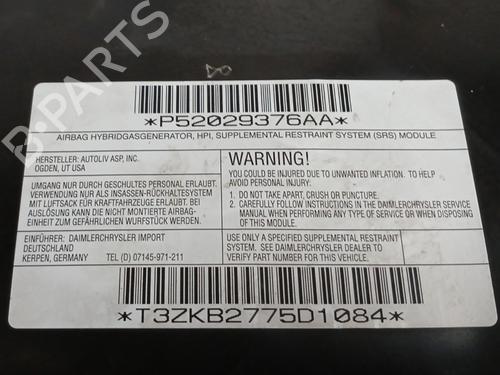 B-PARTS
*P52029376AA*
AIRBAG HYBRIDGASGENERATOR, HPI, SUPPLEMENTAL RESTRAINT SYSTEM (SRS) MODULE
HERSTELLER: AUTOLIV ASP, INC.
OGDEN, UT USA
UMGANG NUR DURCH GESCHULTES PERSONAL ERLAUBT.
VERWENDUNG NUR ALS INSASSEN-RÜCKHALTESYSTEM
MIT LUFTSACK FÜR KRAFTFAHRZEUGE ERLAUBT. BEI
AUSLÖSUNG KANN DIE NICHT MONTIERTE AIRBAG-
EINHEIT ZUM GEFÄHRLICHEN WURFSTÜCK WERDEN.
EINFÜHRER: DAIMLERCHRYSLER IMPORT
DEUTSCHLAND
KERPEN, GERMANY TEL (D) 07145-971-211
WARNING!
YOU COULD BE INJURED DUE TO UNWANTED INFLATION. TO HELP
AVOID PERSONAL INJURY:
1. DO NOT TAKE APART, CRUSH OR PUNCTURE.
2. CAREFULLY FOLLOW INSTRUCTIONS IN THE DAIMLERCHRYSLER SERVICE
MANUAL WHEN PERFORMING ANY TYPE OF SERVICE OR WHEN DISPOSING
OF THIS MODULE.
USE ONLY A SPECIFIED SUPPLEMENTAL RESTRAINT
SYSTEM. SEE AN AUTHORIZED DAIMLERCHRYSLER DEALER TO
VERIFY PART NUMBER FOR THIS VEHICLE.
*T3ZKB2775D1084*